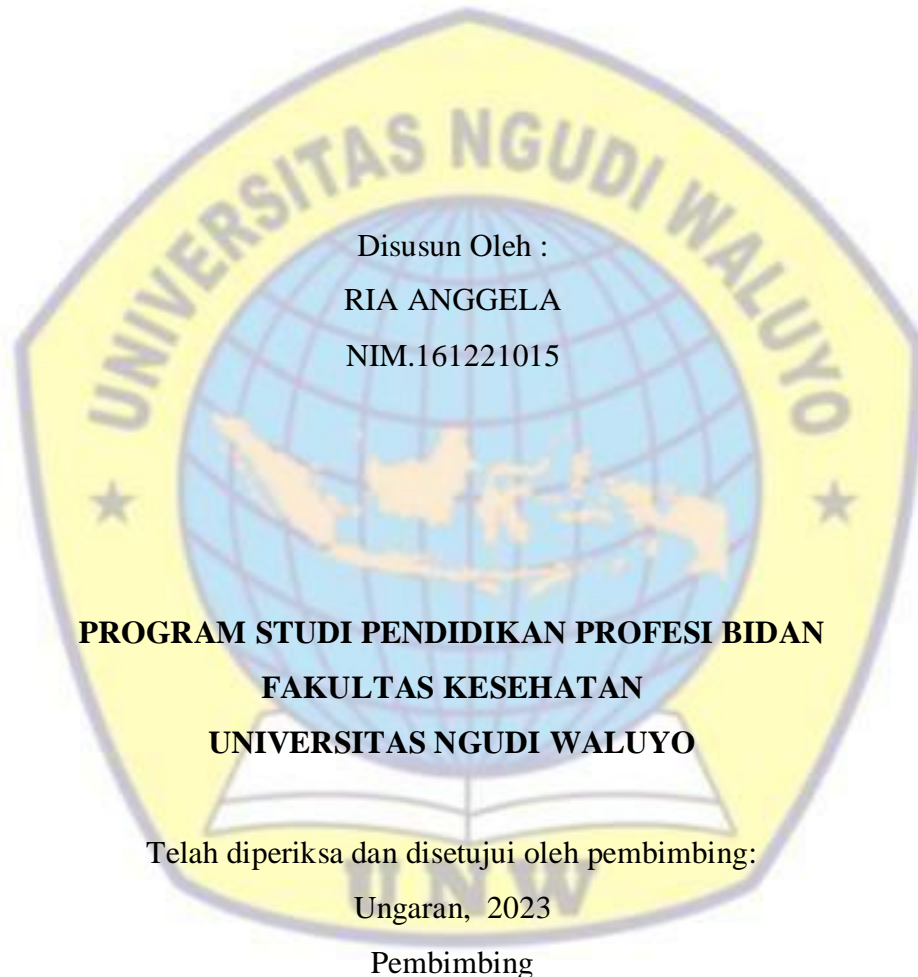 UNIVERSITAS NGUDI WALUYO
Disusun Oleh :
RIA ANGGELA
NIM.161221015
PROGRAM STUDI PENDIDIKAN PROFESI BIDAN
FAKULTAS KESEHATAN
UNIVERSITAS NGUDI WALUYO
Telah diperiksa dan disetujui oleh pembimbing:
UNW
Ungaran,  2023
Pembimbing